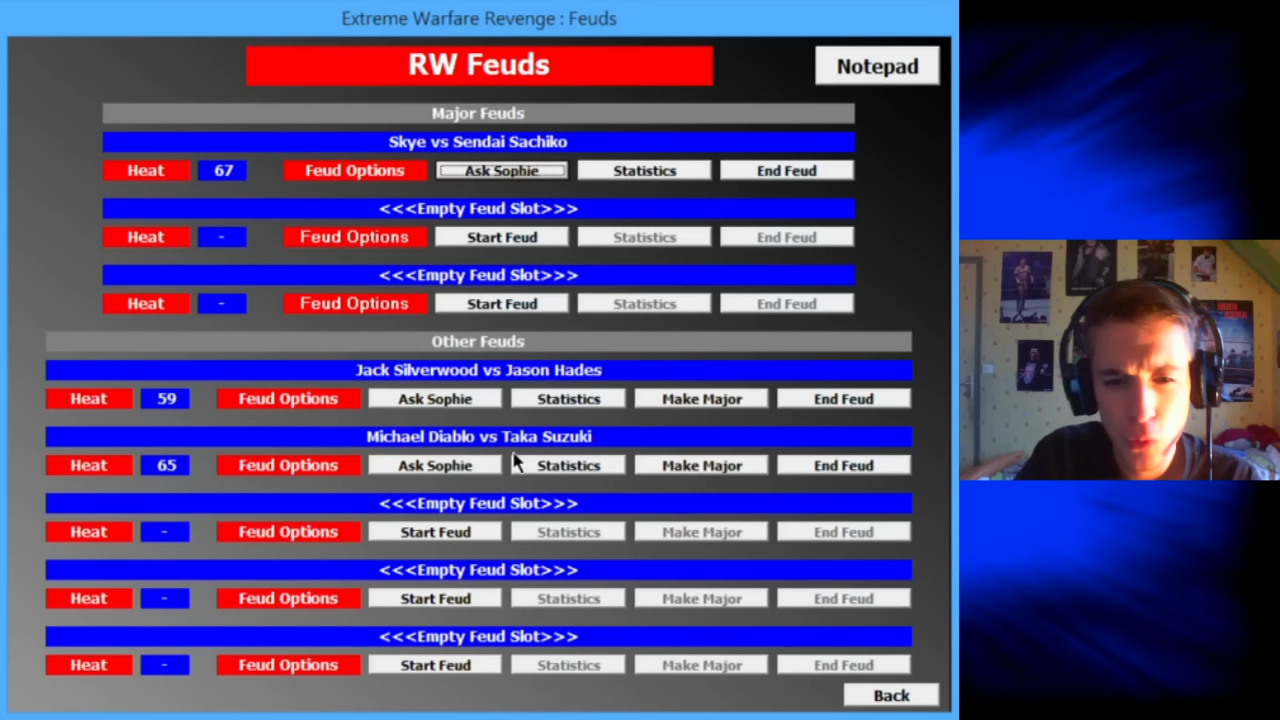 Extreme Warfare Revenge : Feuds
RW Feuds
Notepad
Major Feuds
Skye vs Sendai Sachiko
Heat 67 Feud Options Ask Sophie Statistics End Feud
<<<Empty Feud Slot>>>
Heat - Feud Options Start Feud Statistics End Feud
<<<Empty Feud Slot>>>
Heat - Feud Options Start Feud Statistics End Feud
Other Feuds
Jack Silverwood vs Jason Hades
Heat 59 Feud Options Ask Sophie Statistics Make Major End Feud
Michael Diablo vs Taka Suzuki
Heat 65 Feud Options Ask Sophie Statistics Make Major End Feud
<<<Empty Feud Slot>>>
Heat - Feud Options Start Feud Statistics Make Major End Feud
<<<Empty Feud Slot>>>
Heat - Feud Options Start Feud Statistics Make Major End Feud
<<<Empty Feud Slot>>>
Heat - Feud Options Start Feud Statistics Make Major End Feud
Back